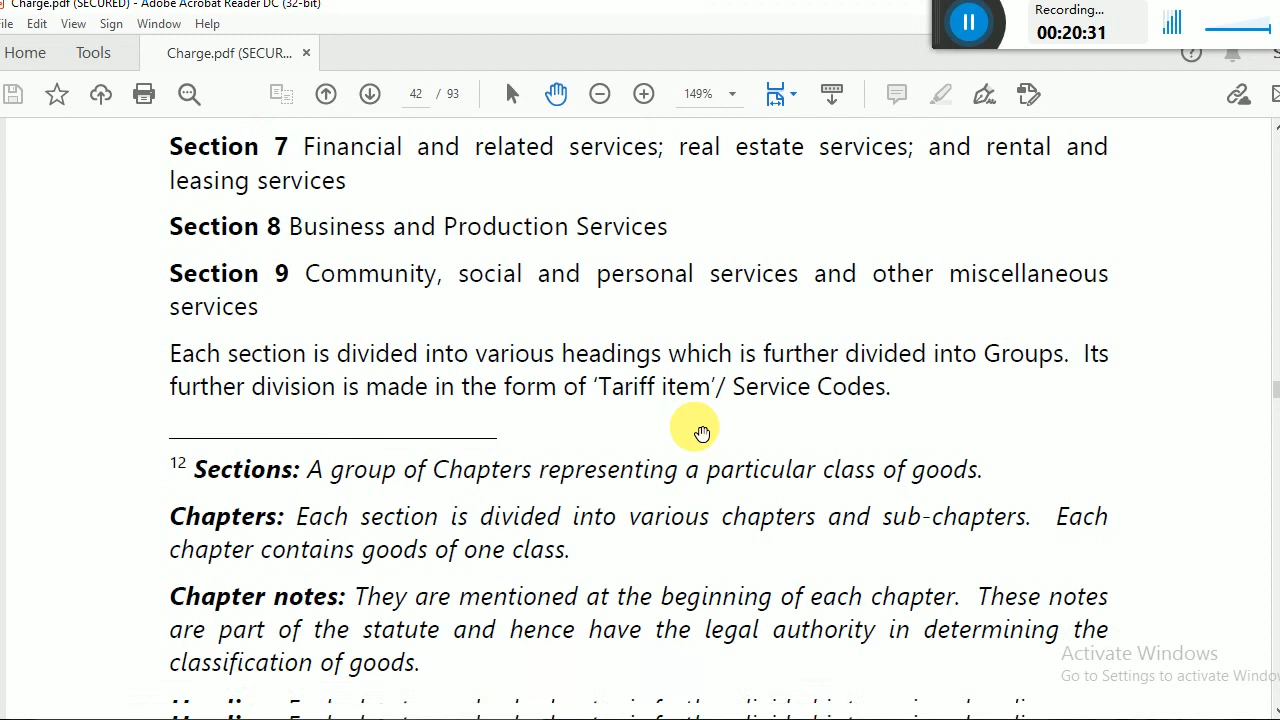 Charge.pdf (SECURED) - Adobe Acrobat Reader DC (32-bit)
File Edit View Sign Window Help
Recording...
00:20:31
Home Tools Charge.pdf (SECUR... ×
42 / 93 149%
Section 7 Financial and related services; real estate services; and rental and
leasing services
Section 8 Business and Production Services
Section 9 Community, social and personal services and other miscellaneous
services
Each section is divided into various headings which is further divided into Groups. Its
further division is made in the form of ‘Tariff item’/ Service Codes.
12 Sections: A group of Chapters representing a particular class of goods.
Chapters: Each section is divided into various chapters and sub-chapters. Each
chapter contains goods of one class.
Chapter notes: They are mentioned at the beginning of each chapter. These notes
are part of the statute and hence have the legal authority in determining the
classification of goods.
Activate Windows
Go to Settings to activate Windo